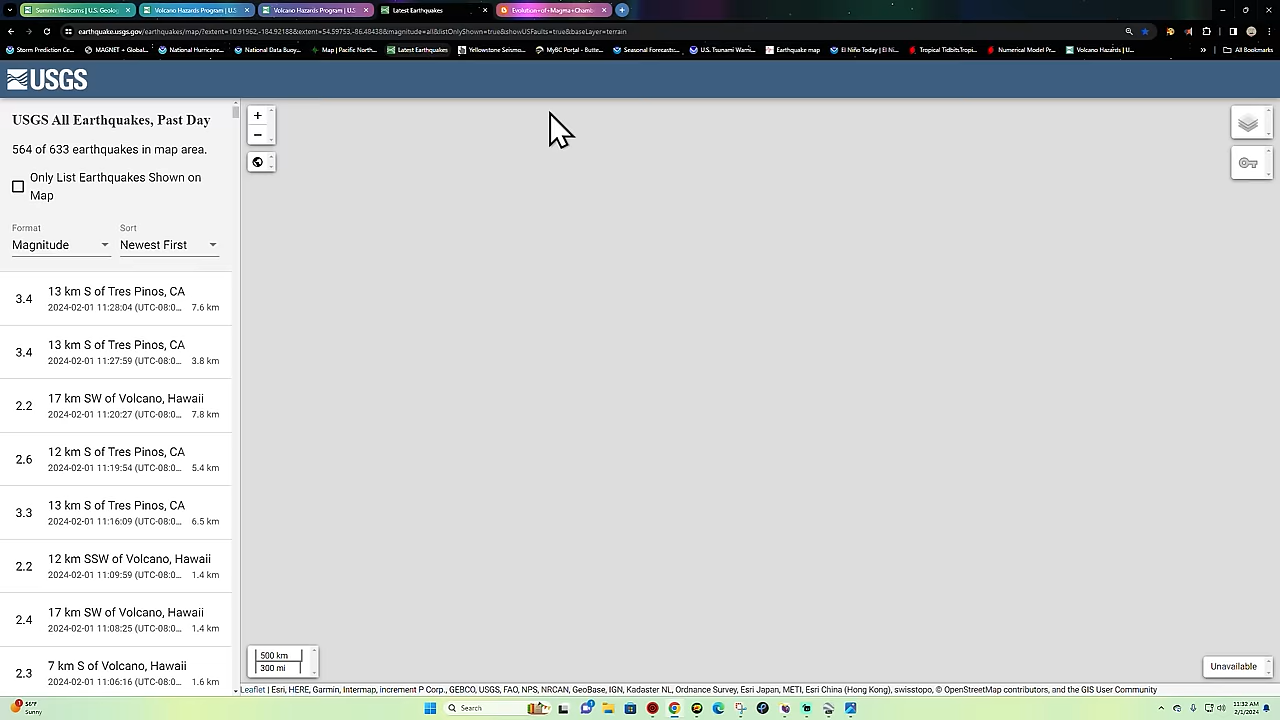 Summit Webcams | U.S. Geolog
Volcano Hazards Program | U.S
Volcano Hazards Program | U.S
Latest Earthquakes
Evolution+of+Magma+Chamb
earthquake.usgs.gov/earthquakes/map/?extent=10.91962,-184.92188&extent=54.59753,-86.48438&magnitude=all&listOnlyShown=true&showUSFaults=true&baseLayer=terrain
Storm Prediction Ce...
MAGNET + Global...
National Hurricane...
National Data Buoy...
Map | Pacific North...
Latest Earthquakes
Yellowstone Seismic...
MyBC Portal - Butte...
Seasonal Forecasts...
U.S. Tsunami Warni...
Earthquake map
El Niño Today | El Ni...
Tropical Tidbits.Tropi...
Numerical Model Pr...
Volcano Hazards | U...
»
All Bookmarks
USGS
USGS All Earthquakes, Past Day
564 of 633 earthquakes in map area.
Only List Earthquakes Shown on
Map
Format
Sort
Magnitude
Newest First
3.4
13 km S of Tres Pinos, CA
2024-02-01 11:28:04 (UTC-08:0... 7.6 km
3.4
13 km S of Tres Pinos, CA
2024-02-01 11:27:59 (UTC-08:0... 3.8 km
2.2
17 km SW of Volcano, Hawaii
2024-02-01 11:20:27 (UTC-08:0... 7.8 km
2.6
12 km S of Tres Pinos, CA
2024-02-01 11:19:54 (UTC-08:0... 5.4 km
3.3
13 km S of Tres Pinos, CA
2024-02-01 11:16:09 (UTC-08:0... 6.5 km
2.2
12 km SSW of Volcano, Hawaii
2024-02-01 11:09:59 (UTC-08:0... 1.4 km
2.4
17 km SW of Volcano, Hawaii
2024-02-01 11:08:25 (UTC-08:0... 1.4 km
2.3
7 km S of Volcano, Hawaii
2024-02-01 11:06:16 (UTC-08:0... 1.6 km
+
−
500 km
300 mi
Unavailable
Leaflet | Esri, HERE, Garmin, Intermap, increment P Corp., GEBCO, USGS, FAO, NPS, NRCAN, GeoBase, IGN, Kadaster NL, Ordnance Survey, Esri Japan, METI, Esri China (Hong Kong), swisstopo, © OpenStreetMap contributors, and the GIS User Community
Sunny
Search
11:32 AM
2/1/2024